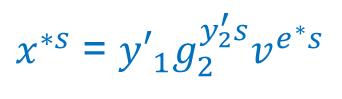 x^{*s} = y'_1 g_2^{y'_2 s} v^{e^* s}